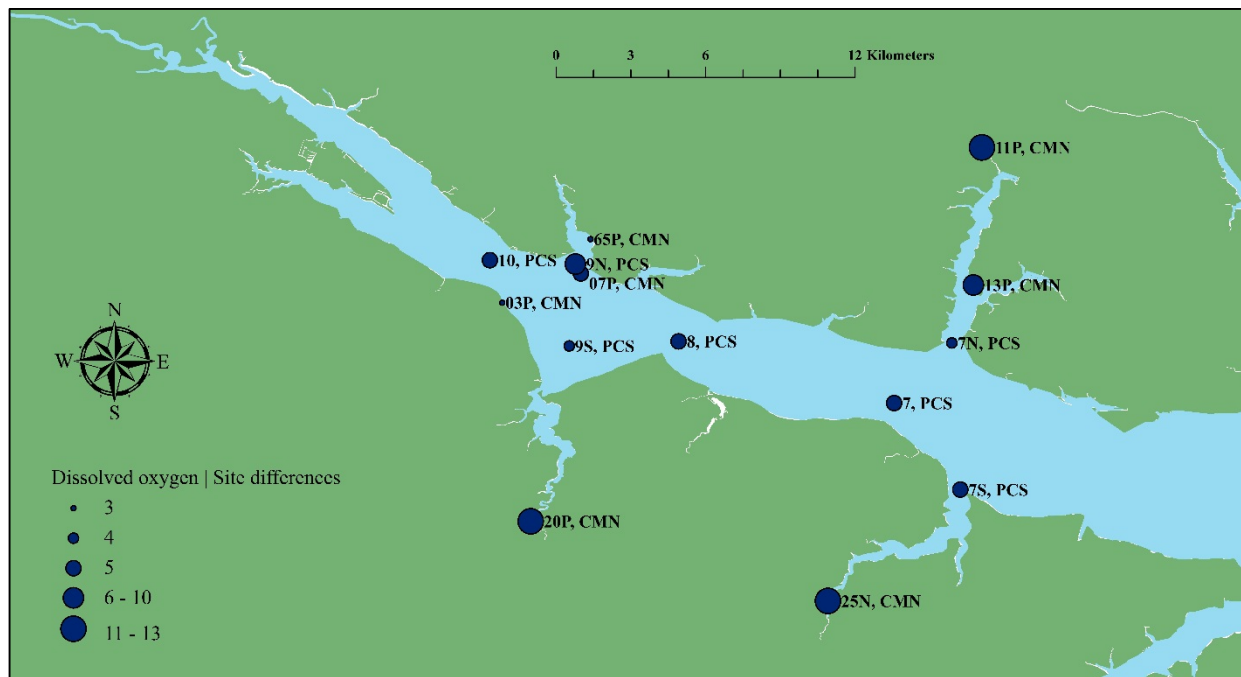 0 3 6 12 Kilometers
11P, CMN
65P, CMN
10, PCS
9N, PCS
07P, CMN
13P, CMN
03P, CMN
9S, PCS
8, PCS
7N, PCS
N
W E
S
7, PCS
7S, PCS
20P, CMN
25N, CMN
Dissolved oxygen | Site differences
3
4
5
6 - 10
11 - 13